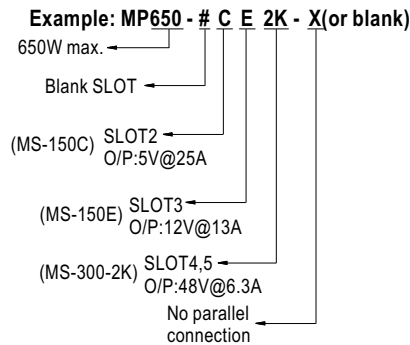 Example: MP650 - # C E 2K - X(or blank)
650W max.
Blank SLOT
(MS-150C) SLOT2
O/P:5V@25A
(MS-150E) SLOT3
O/P:12V@13A
(MS-300-2K) SLOT4,5
O/P:48V@6.3A
No parallel
connection